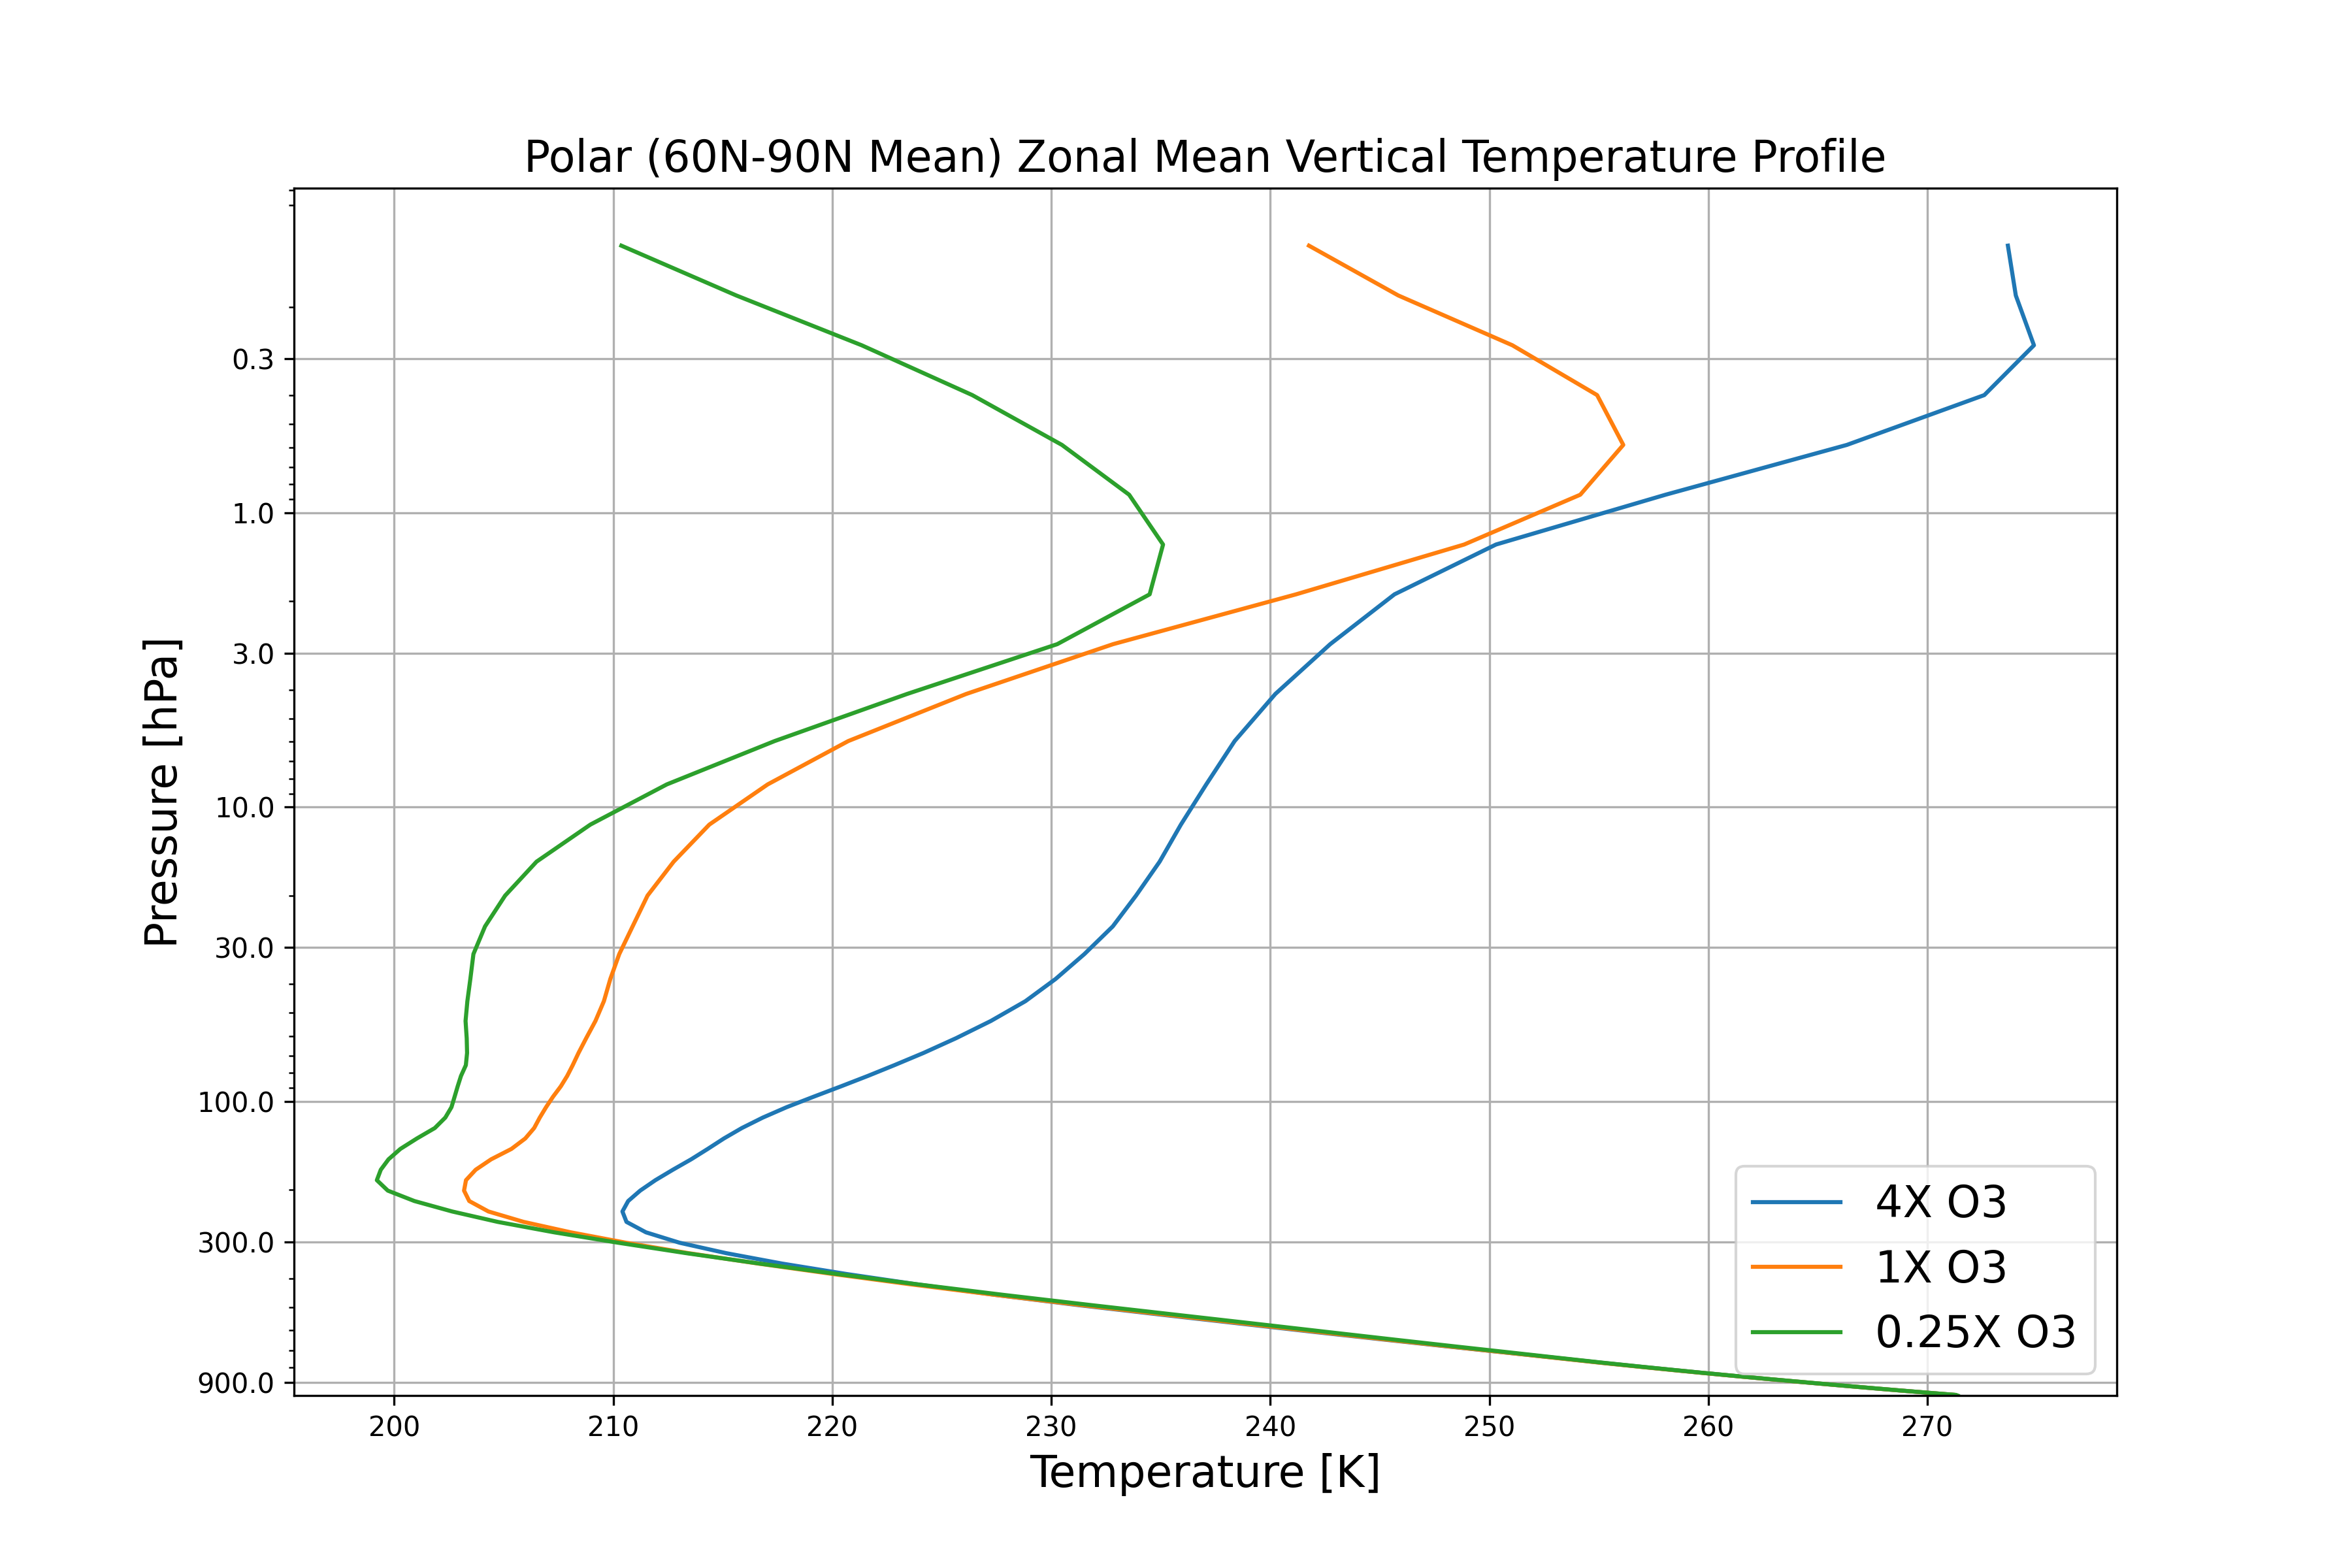 Polar (60N-90N Mean) Zonal Mean Vertical Temperature Profile
Pressure [hPa]
0.3
1.0
3.0
10.0
30.0
100.0
300.0
900.0
4X O3
1X O3
0.25X O3
200 210 220 230 240 250 260 270
Temperature [K]